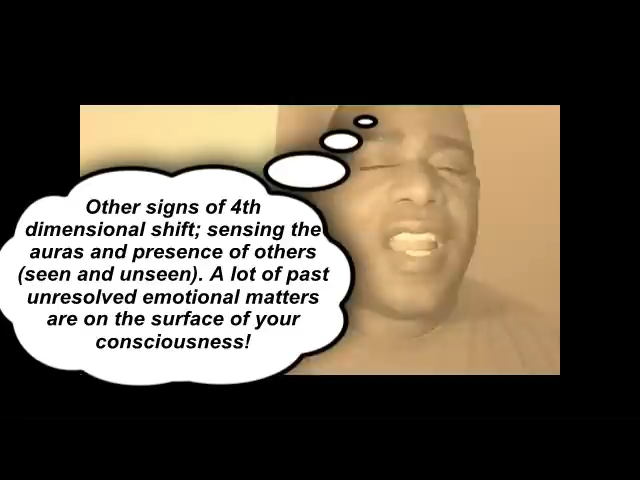 Other signs of 4th
dimensional shift; sensing the
auras and presence of others
(seen and unseen). A lot of past
unresolved emotional matters
are on the surface of your
consciousness!